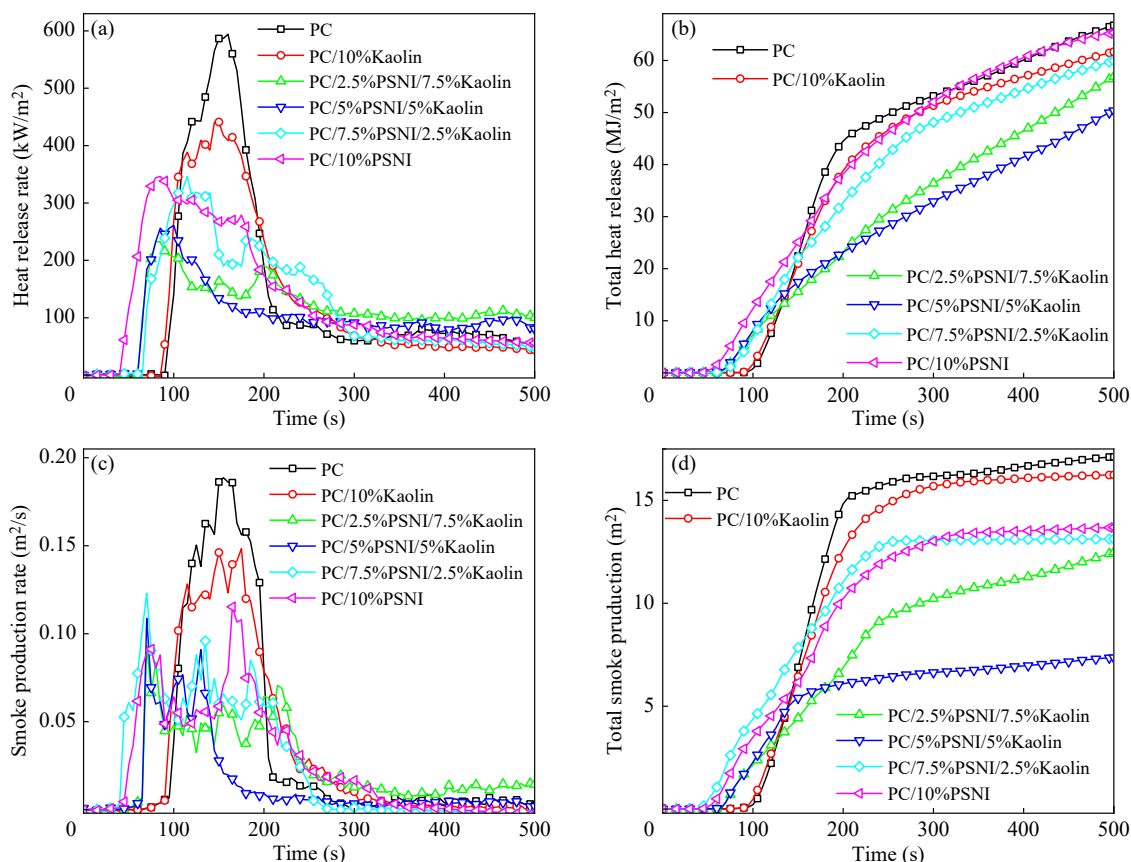 (a)
600
500
400
300
200
100
0
100
200
300
400
500
Heat release rate (kW/m²)
Time (s)
PC
PC/10%Kaolin
PC/2.5%PSNI/7.5%Kaolin
PC/5%PSNI/5%Kaolin
PC/7.5%PSNI/2.5%Kaolin
PC/10%PSNI
(b)
60
50
40
30
20
10
0
100
200
300
400
500
Total heat release (MJ/m²)
Time (s)
PC
PC/10%Kaolin
PC/2.5%PSNI/7.5%Kaolin
PC/5%PSNI/5%Kaolin
PC/7.5%PSNI/2.5%Kaolin
PC/10%PSNI
(c)
0.20
0.15
0.10
0.05
0
100
200
300
400
500
Smoke production rate (m²/s)
Time (s)
PC
PC/10%Kaolin
PC/2.5%PSNI/7.5%Kaolin
PC/5%PSNI/5%Kaolin
PC/7.5%PSNI/2.5%Kaolin
PC/10%PSNI
(d)
15
10
5
0
100
200
300
400
500
Total smoke pruduction (m²)
Time (s)
PC
PC/10%Kaolin
PC/2.5%PSNI/7.5%Kaolin
PC/5%PSNI/5%Kaolin
PC/7.5%PSNI/2.5%Kaolin
PC/10%PSNI